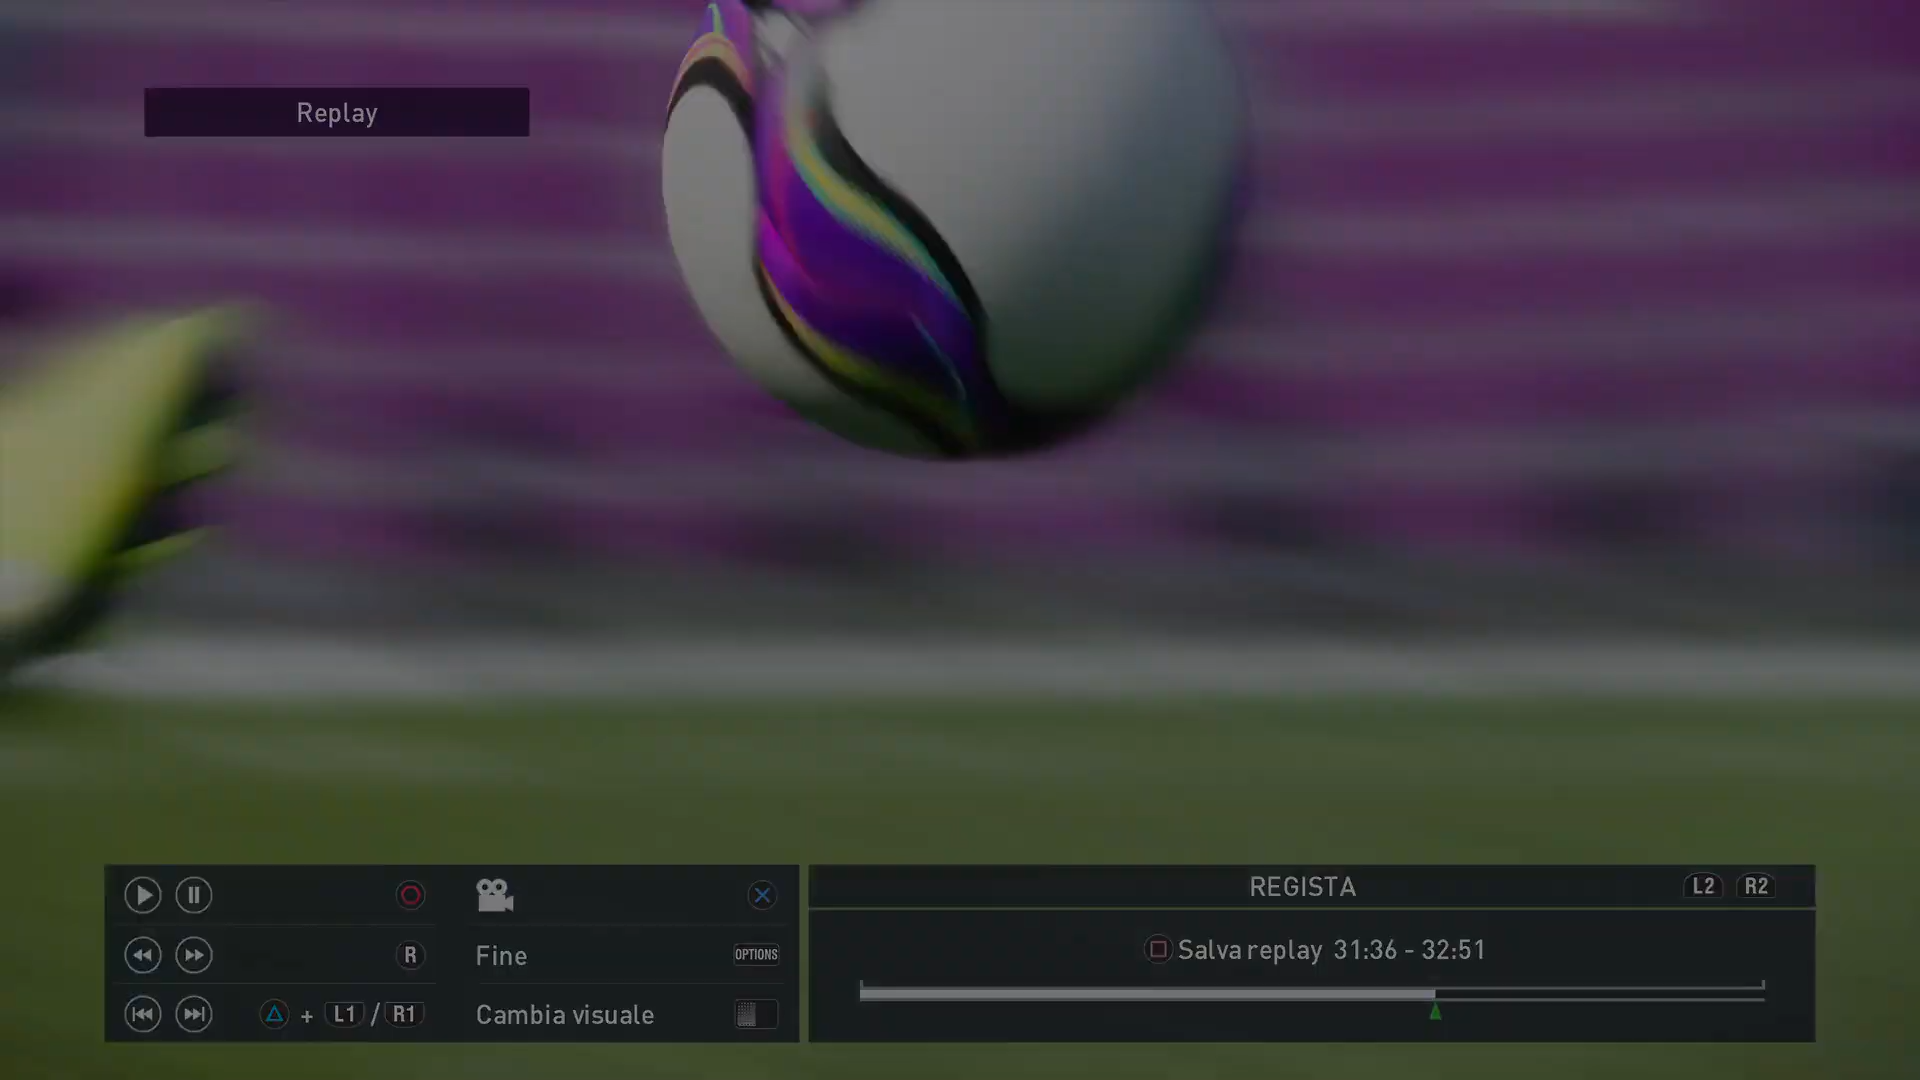 Replay
R
Fine
OPTIONS
+ L1 / R1
Cambia visuale
REGISTA
L2 R2
Salva replay 31:36 - 32:51